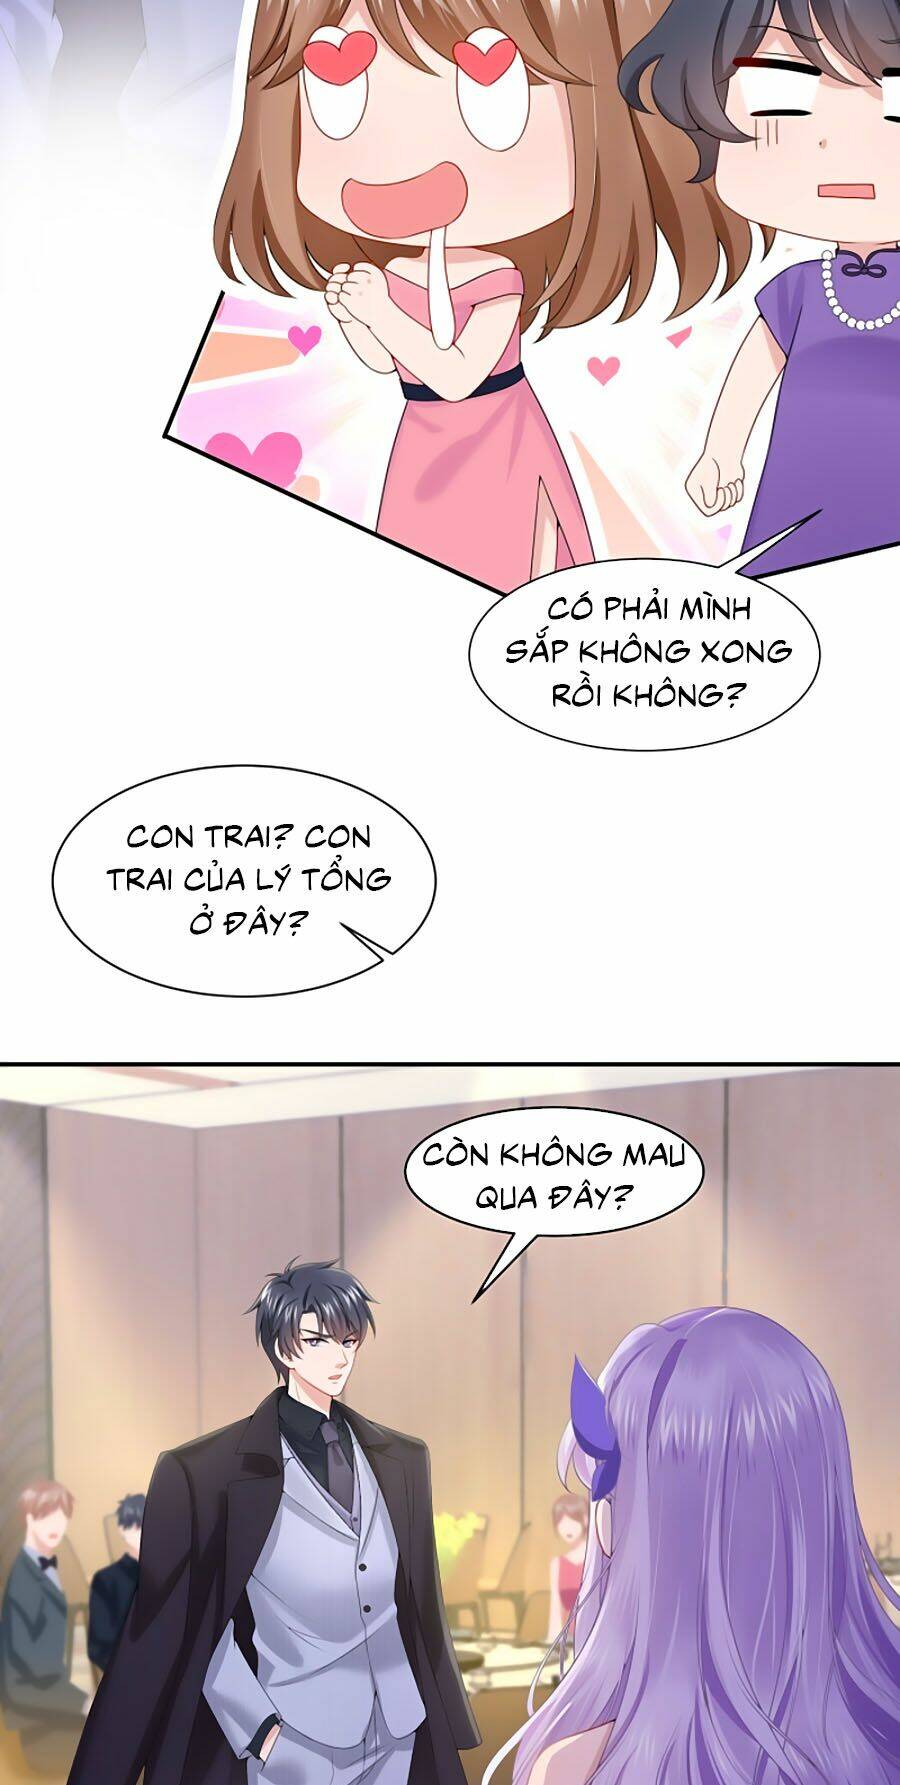 CÓ PHẢI MÌNH
SẮP KHÔNG XONG
RỒI KHÔNG?
CON TRAI? CON
TRAI CỦA LÝ TỔNG
Ở ĐÂY?
CÒN KHÔNG MAU
QUA ĐÂY?